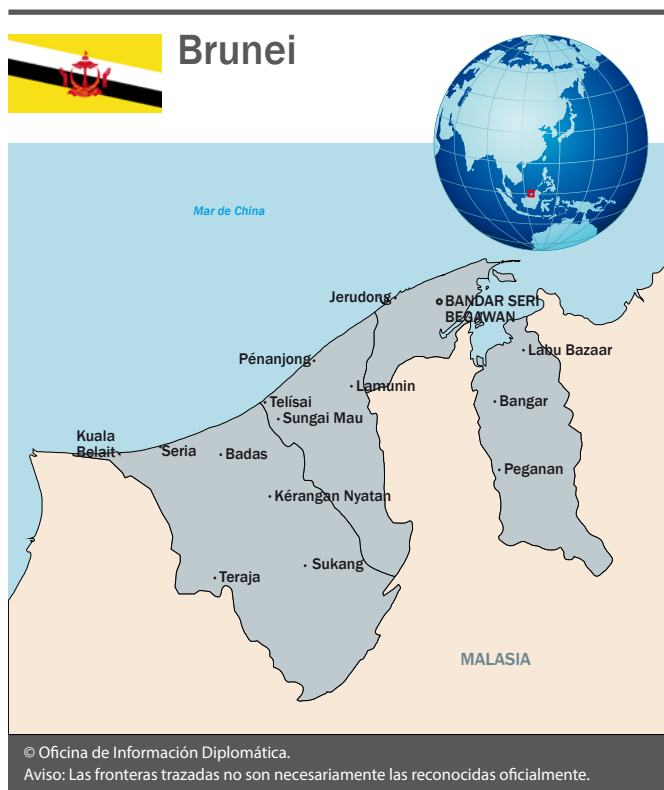 Brunei
Mar de China
Jerudong
BANDAR SERI
BEGAWAN
Labu Bazaar
Pénanjong
Lamunin
Telísai
Bangar
Sungai Mau
Kuala
Belait
Seria
Badas
Peganan
Kérangan Nyatan
Sukang
Teraja
MALASIA
© Oficina de Información Diplomática.
Aviso: Las fronteras trazadas no son necesariamente las reconocidas oficialmente.